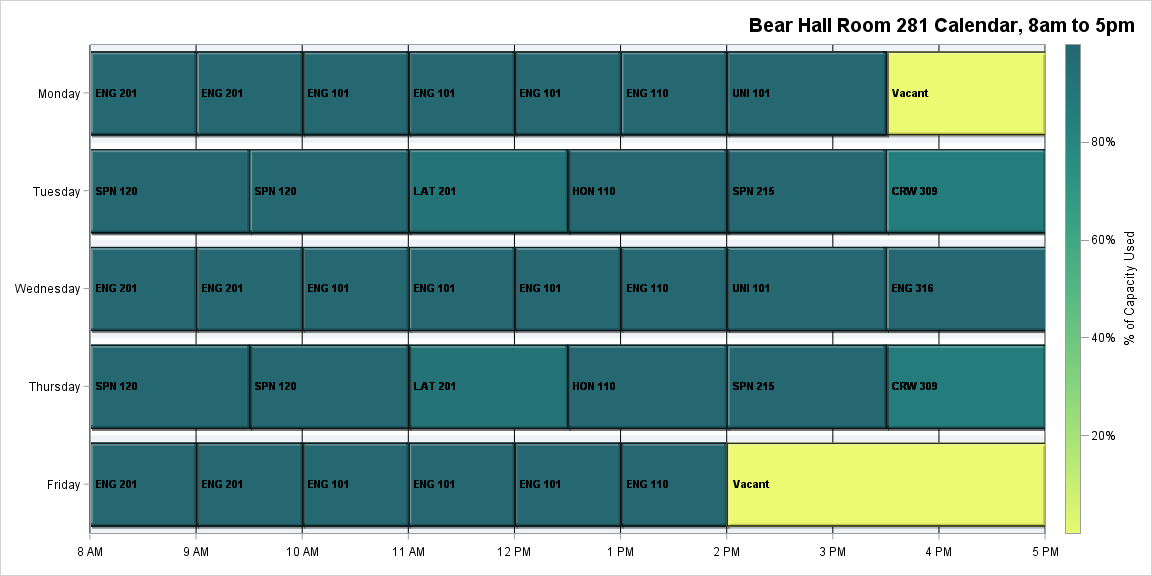 Bear Hall Room 281 Calendar, 8am to 5pm
Monday
ENG 201
ENG 201
ENG 101
ENG 101
ENG 101
ENG 110
UNI 101
Vacant
Tuesday
SPN 120
SPN 120
LAT 201
HON 110
SPN 215
CRW 309
Wednesday
ENG 201
ENG 201
ENG 101
ENG 101
ENG 101
ENG 110
UNI 101
ENG 316
Thursday
SPN 120
SPN 120
LAT 201
HON 110
SPN 215
CRW 309
Friday
ENG 201
ENG 201
ENG 101
ENG 101
ENG 101
ENG 110
Vacant
8 AM
9 AM
10 AM
11 AM
12 PM
1 PM
2 PM
3 PM
4 PM
5 PM
80%
60%
40%
20%
% of Capacity Used